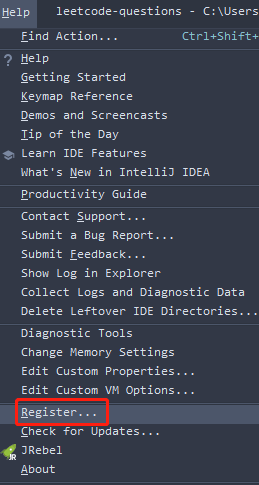 Help leetcode-questions - C:\Users
Find Action... Ctrl+Shift+
Help
Getting Started
Keymap Reference
Demos and Screencasts
Tip of the Day
Learn IDE Features
What's New in IntelliJ IDEA
Productivity Guide
Contact Support...
Submit a Bug Report...
Submit Feedback...
Show Log in Explorer
Collect Logs and Diagnostic Data
Delete Leftover IDE Directories...
Diagnostic Tools
Change Memory Settings
Edit Custom Properties...
Edit Custom VM Options...
Register...
Check for Updates...
JR JRebel
About